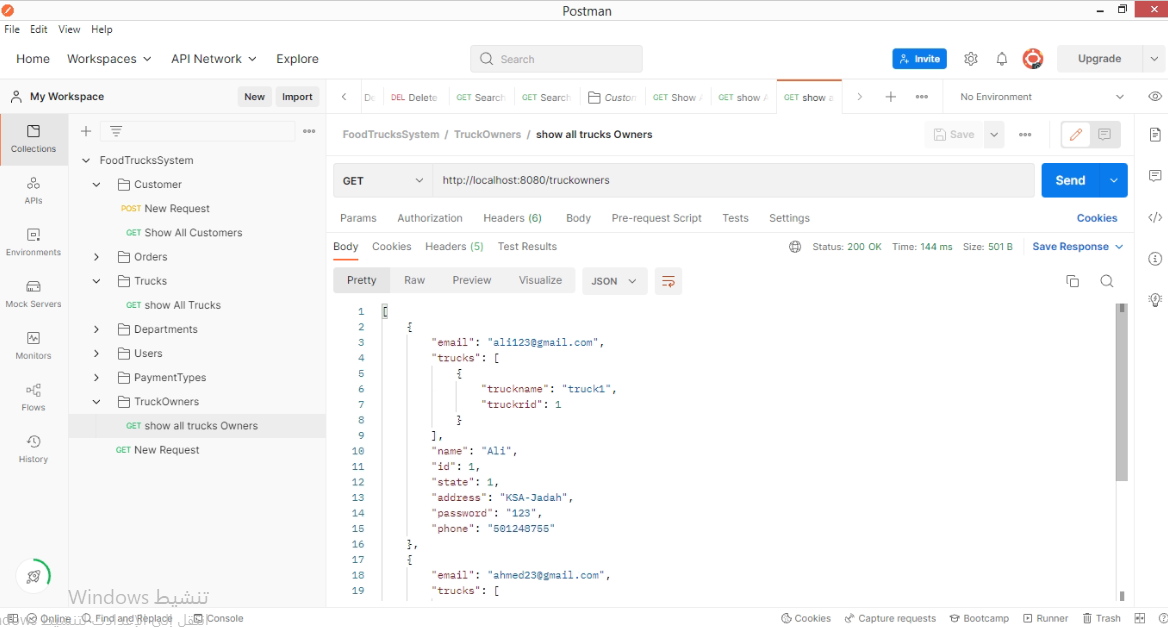 Postman
File Edit View Help
Home Workspaces API Network Explore Search Invite Upgrade
My Workspace New Import
DEL Delete GET Search GET Search Custom GET Show GET show GET show a No Environment
Collections
APIs
Environments
Mock Servers
Monitors
Flows
History
FoodTrucksSystem
Customer
POST New Request
GET Show All Customers
Orders
Trucks
GET show All Trucks
Departments
Users
PaymentTypes
TruckOwners
GET show all trucks Owners
GET New Request
FoodTrucksSystem / TruckOwners / show all trucks Owners Save
GET http://localhost:8080/truckowners Send
Params Authorization Headers (6) Body Pre-request Script Tests Settings Cookies
Body Cookies Headers (5) Test Results Status: 200 OK Time: 144 ms Size: 501 B Save Response
Pretty Raw Preview Visualize JSON
1 [
2 {
3 "email": "ali123@gmail.com",
4 "trucks": [
5 {
6 "truckname": "truck1",
7 "truckrid": 1
8 }
9 ],
10 "name": "Ali",
11 "id": 1,
12 "state": 1,
13 "address": "KSA-Jadah",
14 "password": "123",
15 "phone": "501248755"
16 },
17 {
18 "email": "ahmed23@gmail.com",
19 "trucks": [
تنشيط Windows
Online Find and Replace Console Cookies Capture requests Bootcamp Runner Trash